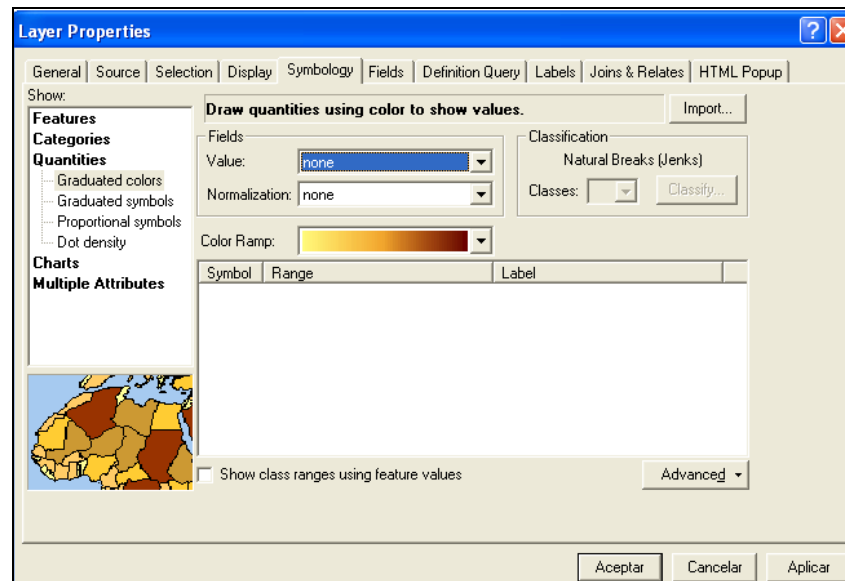 Layer Properties
General Source Selection Display Symbology Fields Definition Query Labels Joins & Relates HTML Popup
Show:
Features
Categories
Quantities
Graduated colors
Graduated symbols
Proportional symbols
Dot density
Charts
Multiple Attributes
Draw quantities using color to show values.
Import...
Fields
Value: none
Normalization: none
Classification
Natural Breaks (Jenks)
Classes:
Classify...
Color Ramp:
Symbol Range Label
Show class ranges using feature values
Advanced
Aceptar Cancelar Aplicar